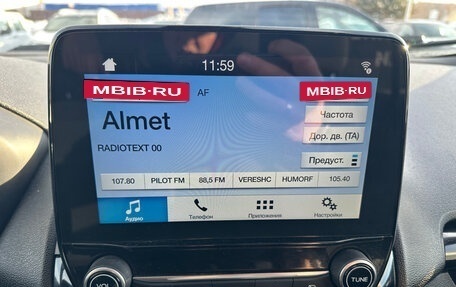 11:59
MBIB·RU AF MBIB·RU
Almet
Частота
Дор. дв. (TA)
RADIOTEXT 00
Предуст.
107.80 PILOT FM 88,5 FM VERESHC HUMORF 105.40
Аудио Телефон Приложения Настройки
VOL TUNE